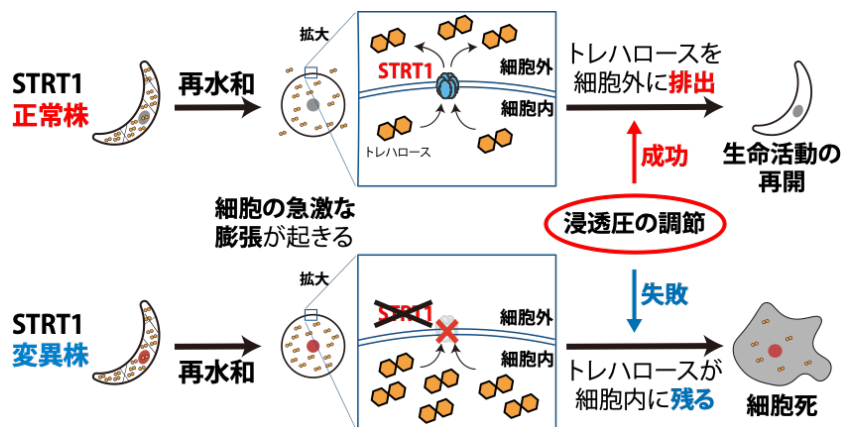 STRT1
正常株
再水和
拡大
STRT1
細胞外
細胞内
トレハロース
トレハロースを
細胞外に排出
成功
生命活動の
再開
細胞の急激な
膨張が起きる
浸透圧の調節
失敗
STRT1
変異株
再水和
拡大
STRT1
細胞外
細胞内
トレハロースが
細胞内に残る
細胞死